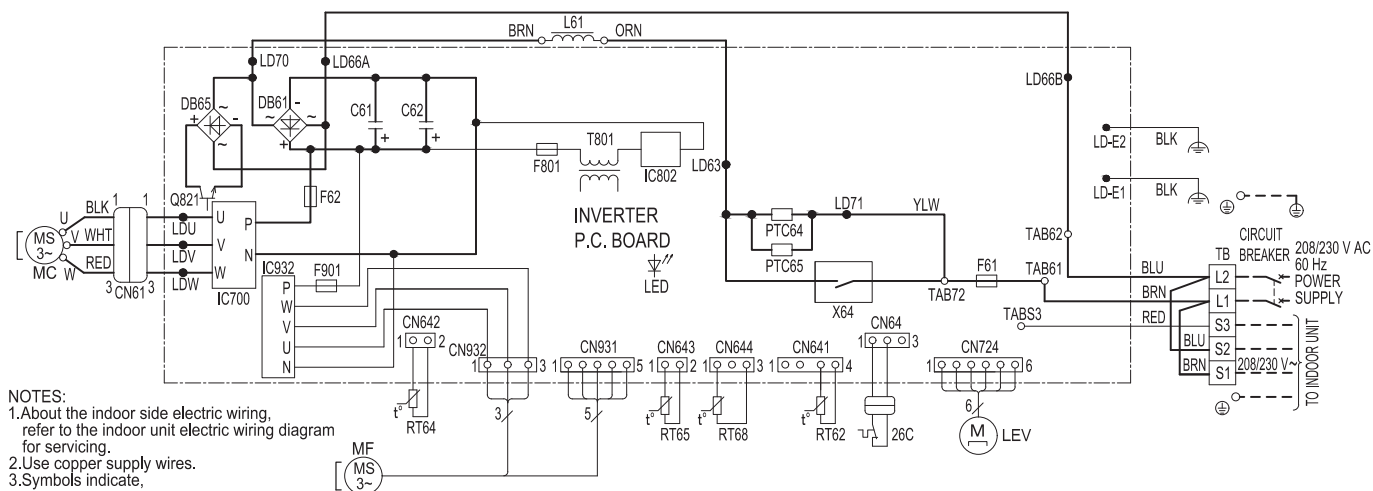 BRN L61 ORN
LD70 LD66A LD66B
DB65 ~ DB61 -
+ - ~ ~
~ +
C61 C62
+ +
T801
F801 IC802
LD63
LD-E2 BLK
LD-E1 BLK
Q821 F62
INVERTER
P.C. BOARD
LED
U BLK 1 1 LDU U P
MS
3~
V WHT LDV V
MC W RED 3 3 LDW W N
CN61 IC700
IC932 F901
P
W
V
U
N
PTC64 LD71 YLW
PTC65
X64 TAB72 F61 TAB61
TAB62
TABS3
CIRCUIT
BREAKER
TB
208/230 V AC
60 Hz
POWER
SUPPLY
BLU L2
BRN L1
RED S3
BLU S2
BRN S1
208/230 V~
TO INDOOR UNIT
CN642
1 2
t°
RT64
CN932
1 3
3
CN931
1 5
5
CN643
1 2
t°
RT65
CN644
1 3
t°
RT68
CN641
1 4
t°
RT62
CN64
1 3
26C
CN724
1 6
6
M LEV
MF
MS
3~
NOTES:
1.About the indoor side electric wiring,
refer to the indoor unit electric wiring diagram
for servicing.
2.Use copper supply wires.
3.Symbols indicate,